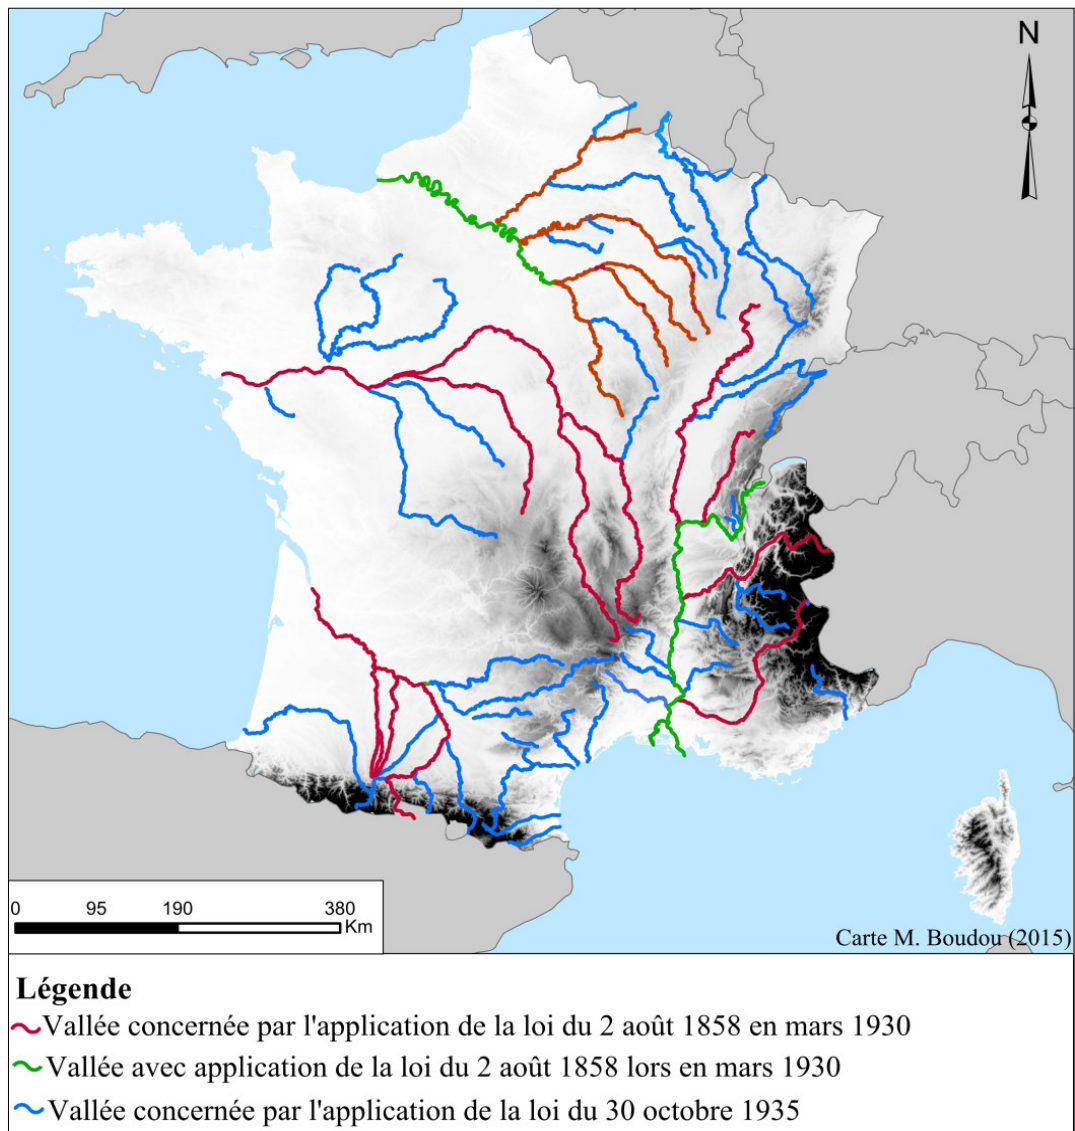 N
0 95 190 380
Km
Carte M. Boudou (2015)
Légende
Vallée concernée par l'application de la loi du 2 août 1858 en mars 1930
Vallée avec application de la loi du 2 août 1858 lors en mars 1930
Vallée concernée par l'application de la loi du 30 octobre 1935